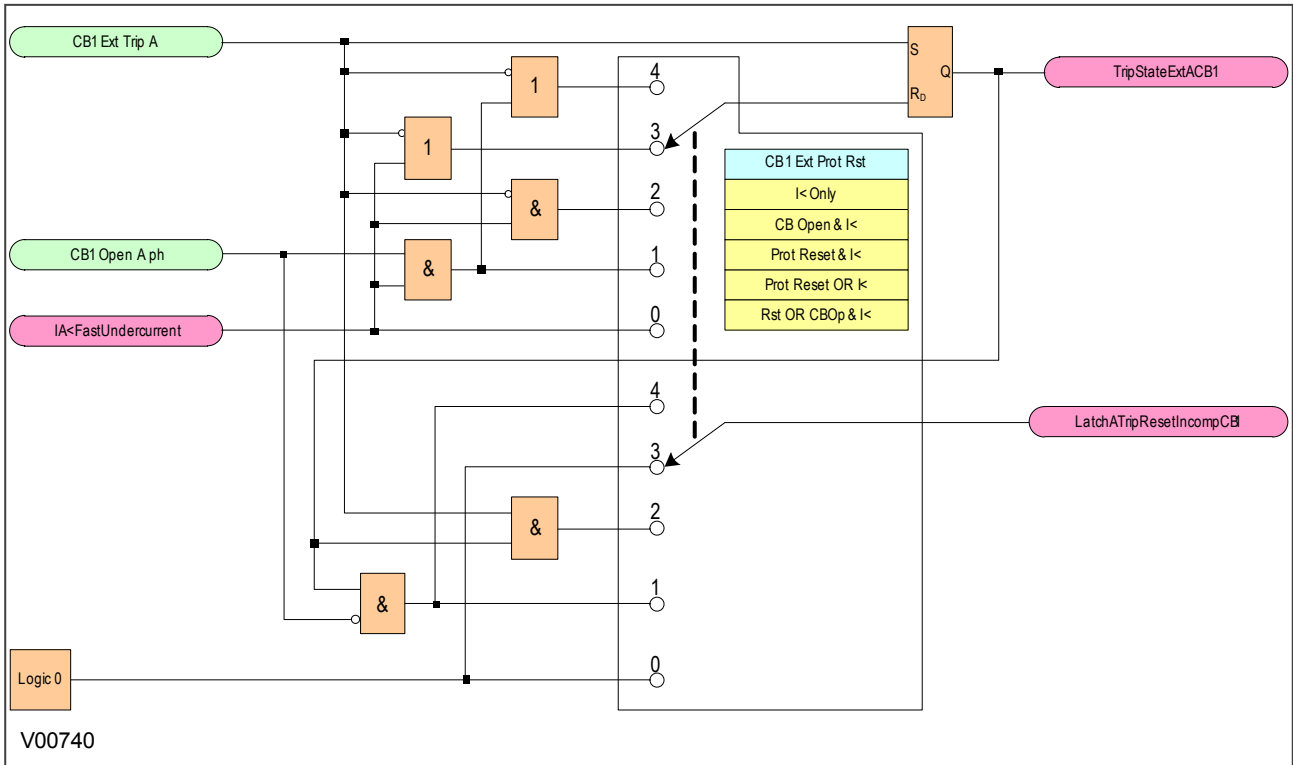 CB1 Ext Trip A
S
Q
RD
TripStateExtACB1
1
4
1
3
CB1 Ext Prot Rst
I< Only
&
2
CB Open & I<
CB1 Open A ph
&
1
Prot Reset & I<
Prot Reset OR I<
IA<FastUndercurrent
0
Rst OR CBOp & I<
4
LatchATripResetIncompCB1
3
&
2
&
1
Logic 0
0
V00740